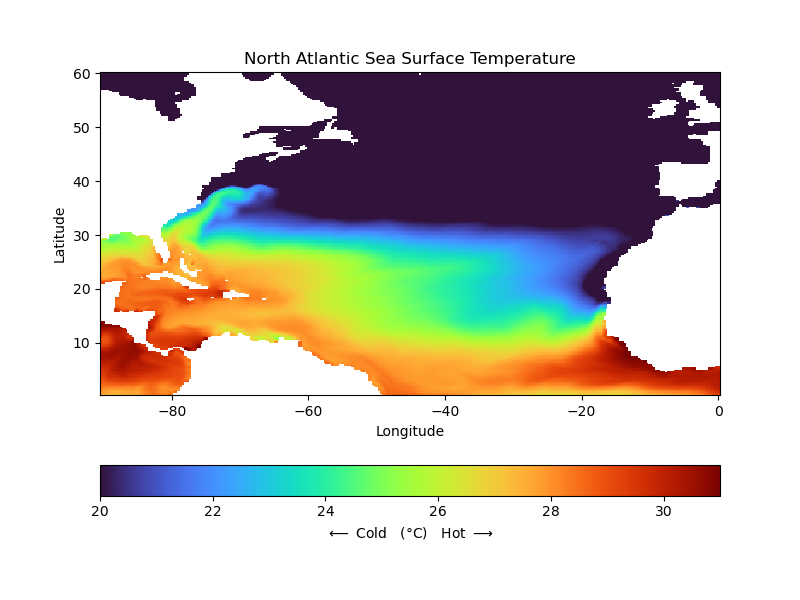 North Atlantic Sea Surface Temperature
60
50
40
30
20
10
Latitude
−80 −60 −40 −20 0
Longitude
20 22 24 26 28 30
⟵ Cold (°C) Hot ⟶